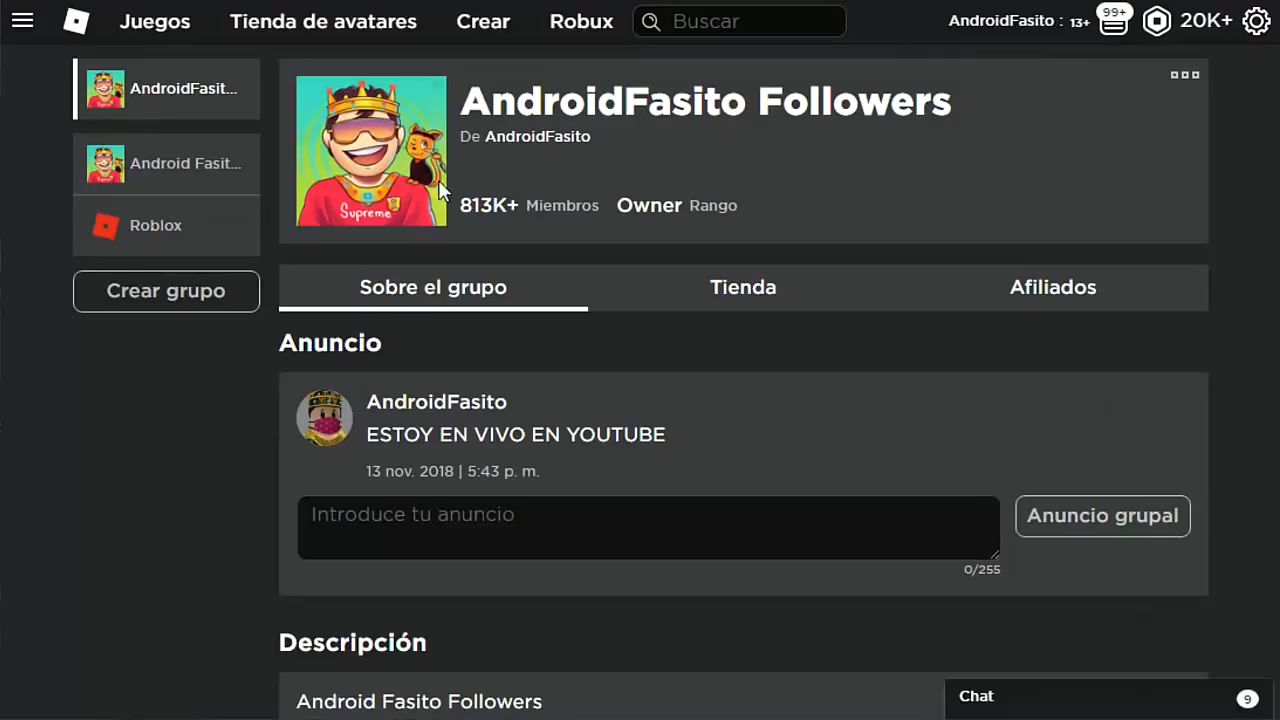 Juegos Tienda de avatares Crear Robux Buscar AndroidFasito : 13+ 99+ 20K+
AndroidFasit...
Android Fasit...
Roblox
Crear grupo
AndroidFasito Followers
De AndroidFasito
813K+ Miembros Owner Rango
Supreme
Sobre el grupo Tienda Afiliados
Anuncio
AndroidFasito
ESTOY EN VIVO EN YOUTUBE
13 nov. 2018 | 5:43 p. m.
Introduce tu anuncio
Anuncio grupal
0/255
Descripción
Android Fasito Followers
Chat 9